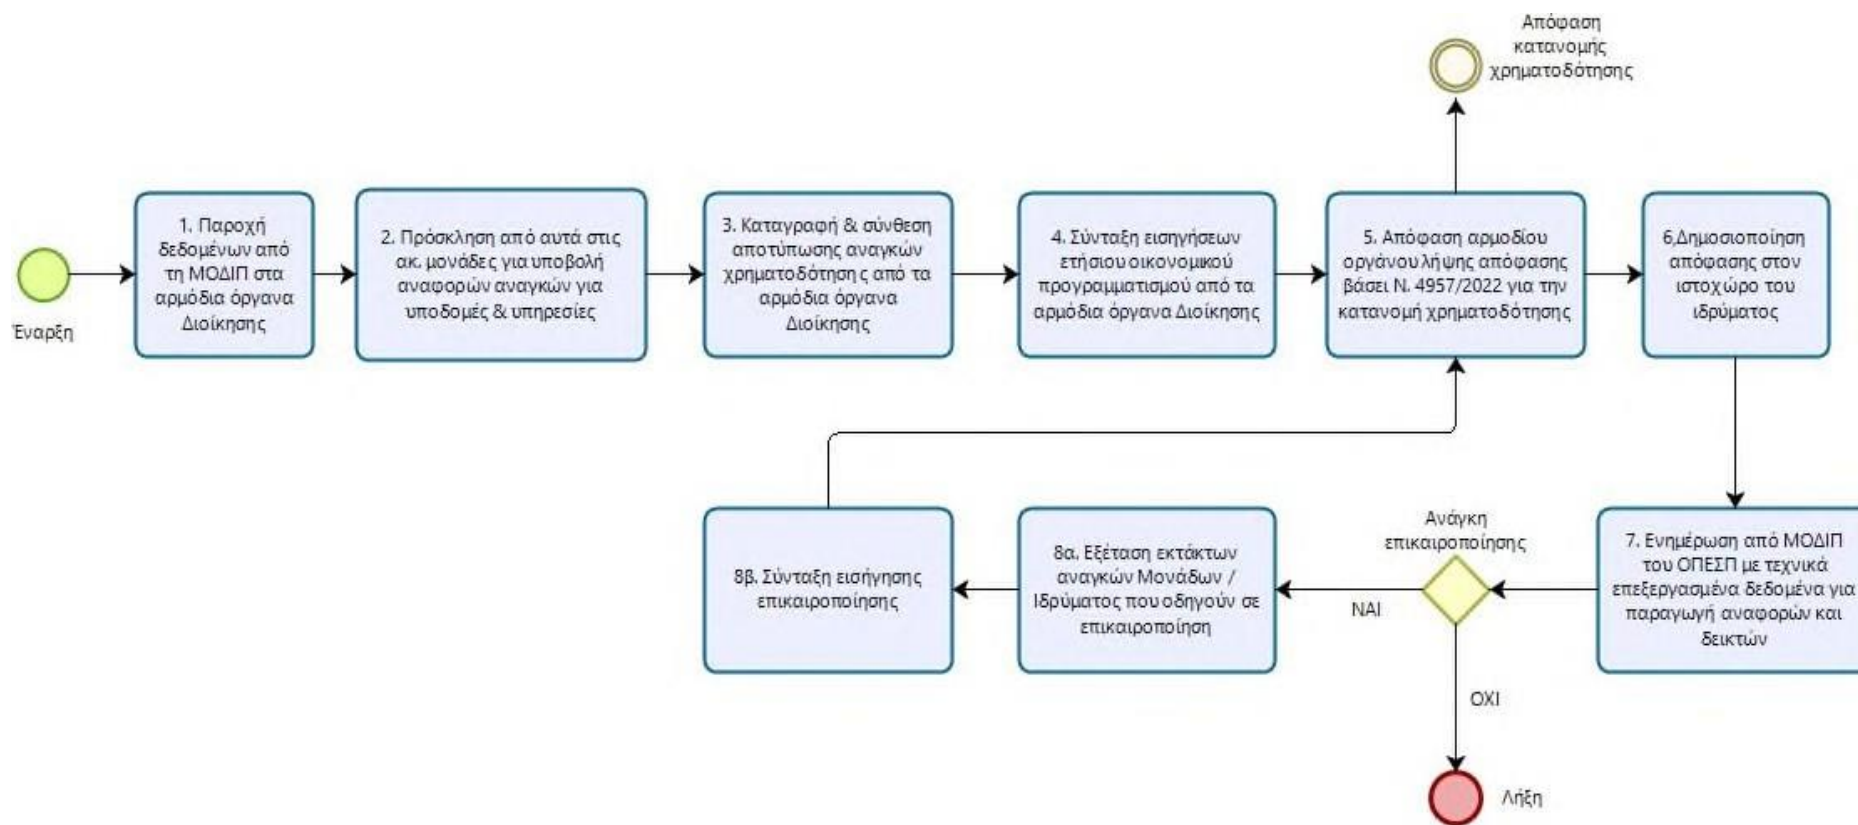 Απόφαση
κατανομής
χρηματοδότησης
Έναρξη
1. Παροχή
δεδομένων από
τη ΜΟΔΙΠ στα
αρμόδια όργανα
Διοίκησης
2. Πρόσκληση από αυτά στις
ακ. μονάδες για υποβολή
αναφορών αναγκών για
υποδομές & υπηρεσίες
3. Καταγραφή & σύνθεση
αποτύπωσης αναγκών
χρηματοδότησης από τα
αρμόδια όργανα
Διοίκησης
4. Σύνταξη εισηγήσεων
ετήσιου οικονομικού
προγραμματισμού από τα
αρμόδια όργανα Διοίκησης
5. Απόφαση αρμοδίου
οργάνου λήψης απόφασης
βάσει Ν. 4957/2022 για την
κατανομή χρηματοδότησης
6,Δημοσιοποίηση
απόφασης στον
ιστοχώρο του
ιδρύματος
7. Ενημέρωση από ΜΟΔΙΠ
του ΟΠΕΣΠ με τεχνικά
επεξεργασμένα δεδομένα για
παραγωγή αναφορών και
δεικτών
Ανάγκη
επικαιροποίησης
ΝΑΙ
8α. Εξέταση εκτάκτων
αναγκών Μονάδων /
Ιδρύματος που οδηγούν σε
επικαιροποίηση
8β. Σύνταξη εισήγησης
επικαιροποίησης
ΟΧΙ
Λήξη